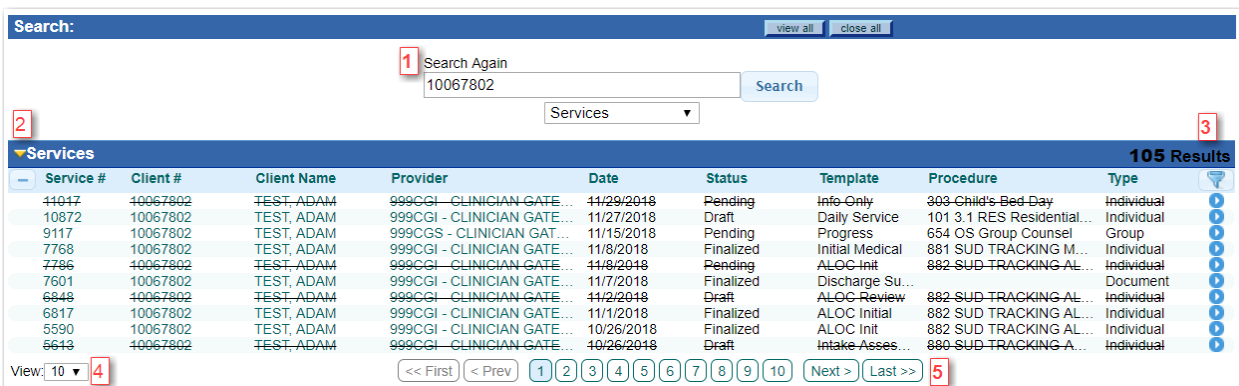 Search: view all close all
1 Search Again
10067802 Search
Services
2 3
Services 105 Results
Service # Client # Client Name Provider Date Status Template Procedure Type
11017 10067802 TEST, ADAM 999CGI - CLINICIAN GATE... 11/29/2018 Pending Info Only 303 Child's Bed Day Individual
10872 10067802 TEST, ADAM 999CGI - CLINICIAN GATE... 11/27/2018 Draft Daily Service 101 3.1 RES Residential... Individual
9117 10067802 TEST, ADAM 999CGS - CLINICIAN GAT... 11/15/2018 Pending Progress 654 OS Group Counsel Group
7768 10067802 TEST, ADAM 999CGI - CLINICIAN GATE... 11/8/2018 Finalized Initial Medical 881 SUD TRACKING M... Individual
7786 10067802 TEST, ADAM 999CGI - CLINICIAN GATE... 11/8/2018 Pending ALOC Init 882 SUD TRACKING AL... Individual
7601 10067802 TEST, ADAM 999CGI - CLINICIAN GATE... 11/7/2018 Finalized Discharge Su... Document
6848 10067802 TEST, ADAM 999CGI - CLINICIAN GATE... 11/2/2018 Draft ALOC Review 882 SUD TRACKING AL... Individual
6817 10067802 TEST, ADAM 999CGI - CLINICIAN GATE... 11/1/2018 Finalized ALOC Initial 882 SUD TRACKING AL... Individual
5590 10067802 TEST, ADAM 999CGI - CLINICIAN GATE... 10/26/2018 Finalized ALOC Init 882 SUD TRACKING AL... Individual
5613 10067802 TEST, ADAM 999CGI - CLINICIAN GATE... 10/26/2018 Draft Intake Asses... 880 SUD TRACKING A... Individual
View: 10 4 << First < Prev 1 2 3 4 5 6 7 8 9 10 Next > Last >> 5